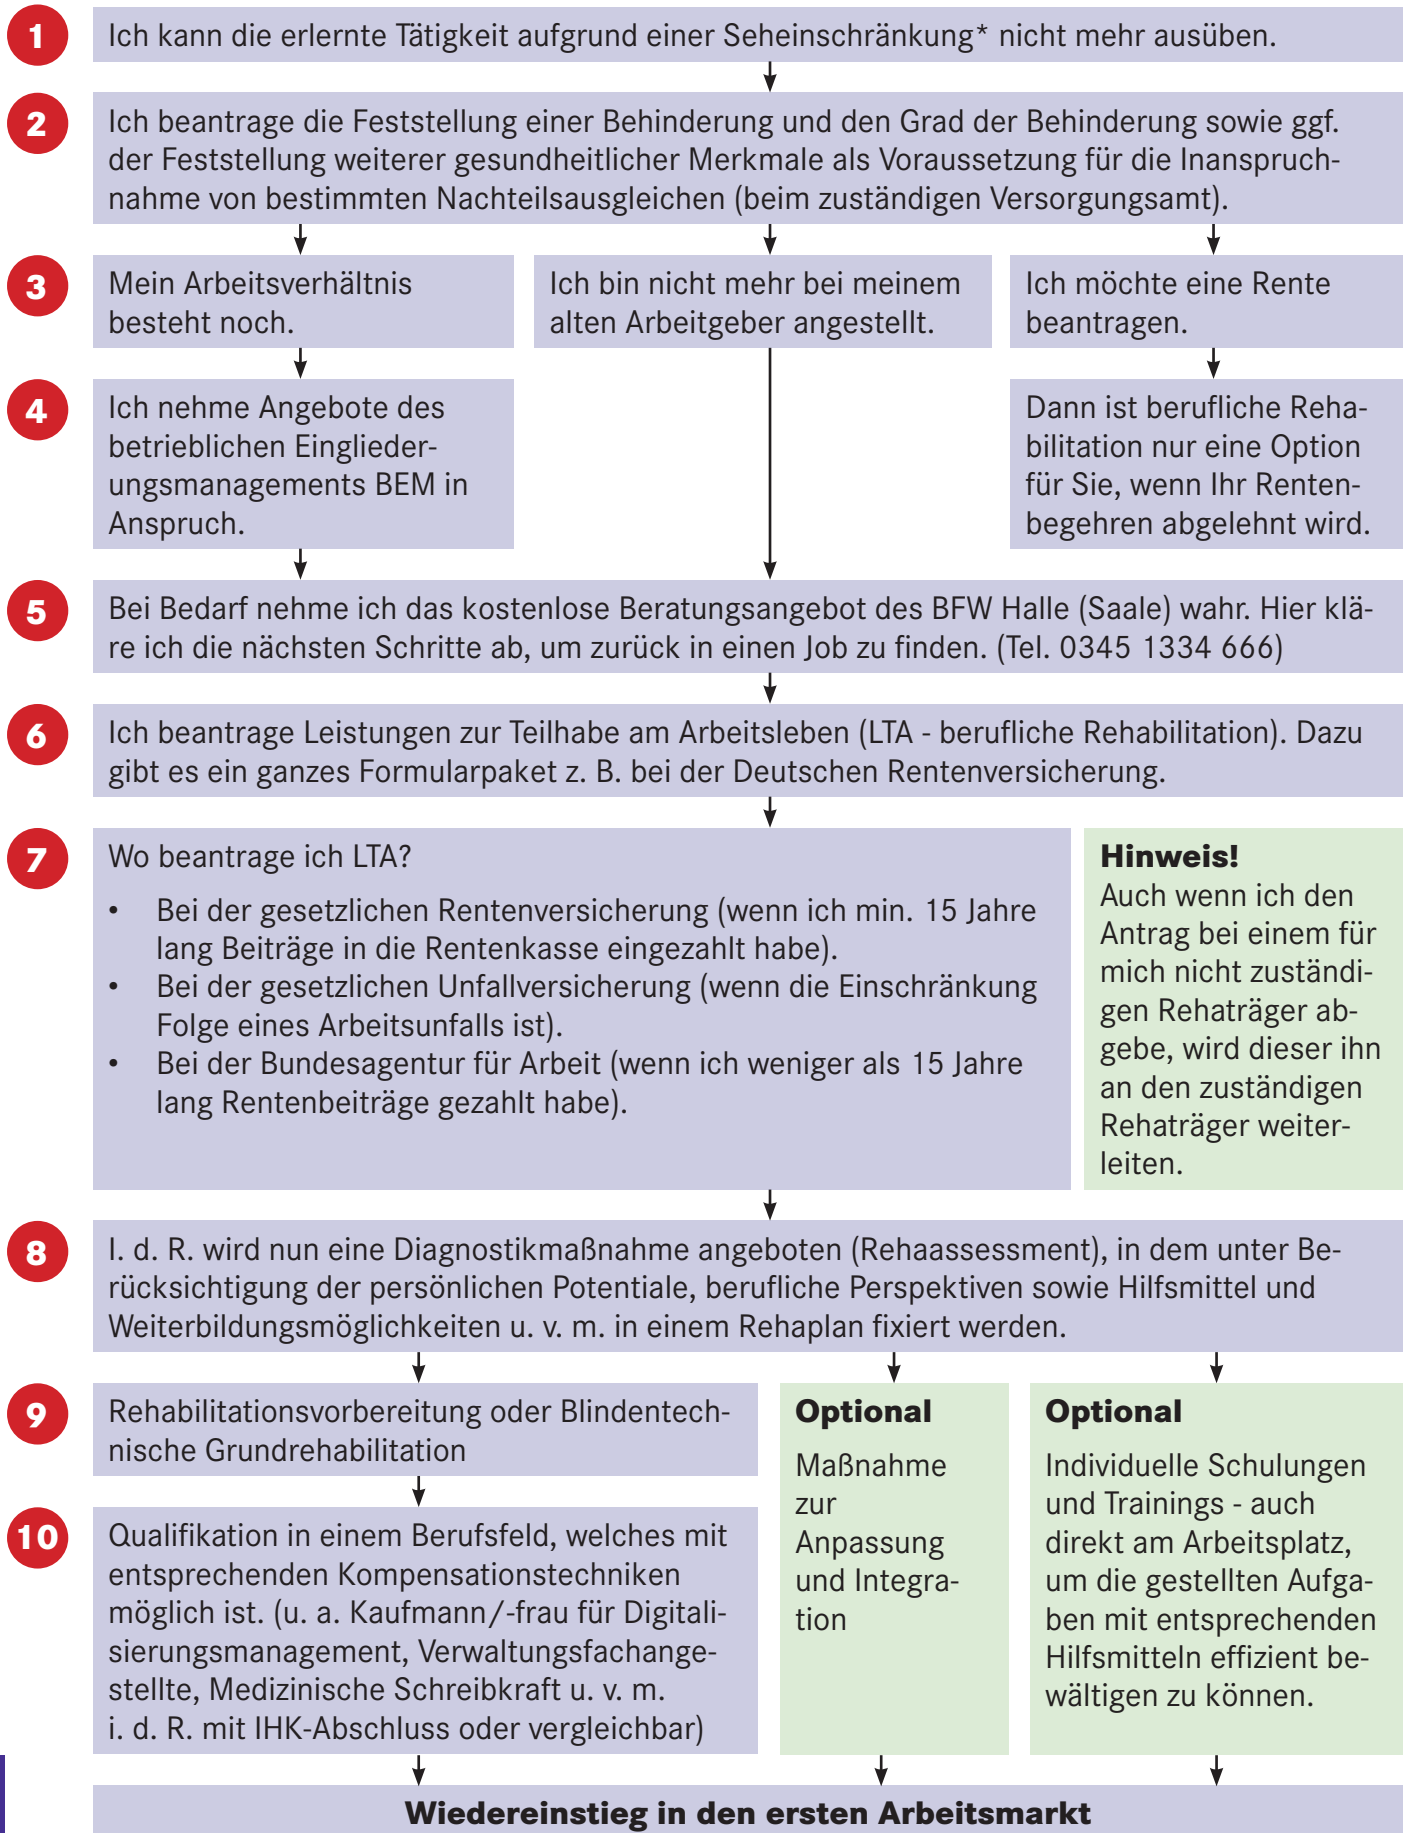 1
Ich kann die erlernte Tätigkeit aufgrund einer Seheinschränkung* nicht mehr ausüben.
2
Ich beantrage die Feststellung einer Behinderung und den Grad der Behinderung sowie ggf.
der Feststellung weiterer gesundheitlicher Merkmale als Voraussetzung für die Inanspruch-
nahme von bestimmten Nachteilsausgleichen (beim zuständigen Versorgungsamt).
3
Mein Arbeitsverhältnis
besteht noch.
Ich bin nicht mehr bei meinem
alten Arbeitgeber angestellt.
Ich möchte eine Rente
beantragen.
4
Ich nehme Angebote des
betrieblichen Einglieder-
ungsmanagements BEM in
Anspruch.
Dann ist berufliche Reha-
bilitation nur eine Option
für Sie, wenn Ihr Renten-
begehren abgelehnt wird.
5
Bei Bedarf nehme ich das kostenlose Beratungsangebot des BFW Halle (Saale) wahr. Hier klä-
re ich die nächsten Schritte ab, um zurück in einen Job zu finden. (Tel. 0345 1334 666)
6
Ich beantrage Leistungen zur Teilhabe am Arbeitsleben (LTA - berufliche Rehabilitation). Dazu
gibt es ein ganzes Formularpaket z. B. bei der Deutschen Rentenversicherung.
7
Wo beantrage ich LTA?
• Bei der gesetzlichen Rentenversicherung (wenn ich min. 15 Jahre
lang Beiträge in die Rentenkasse eingezahlt habe).
• Bei der gesetzlichen Unfallversicherung (wenn die Einschränkung
Folge eines Arbeitsunfalls ist).
• Bei der Bundesagentur für Arbeit (wenn ich weniger als 15 Jahre
lang Rentenbeiträge gezahlt habe).
Hinweis!
Auch wenn ich den
Antrag bei einem für
mich nicht zuständi-
gen Rehaträger ab-
gebe, wird dieser ihn
an den zuständigen
Rehaträger weiter-
leiten.
8
I. d. R. wird nun eine Diagnostikmaßnahme angeboten (Rehaassessment), in dem unter Be-
rücksichtigung der persönlichen Potentiale, berufliche Perspektiven sowie Hilfsmittel und
Weiterbildungsmöglichkeiten u. v. m. in einem Rehaplan fixiert werden.
9
Rehabilitationsvorbereitung oder Blindentech-
nische Grundrehabilitation
10
Qualifikation in einem Berufsfeld, welches mit
entsprechenden Kompensationstechniken
möglich ist. (u. a. Kaufmann/-frau für Digitali-
sierungsmanagement, Verwaltungsfachange-
stellte, Medizinische Schreibkraft u. v. m.
i. d. R. mit IHK-Abschluss oder vergleichbar)
Optional
Maßnahme
zur
Anpassung
und Integra-
tion
Optional
Individuelle Schulungen
und Trainings - auch
direkt am Arbeitsplatz,
um die gestellten Aufga-
ben mit entsprechenden
Hilfsmitteln effizient be-
wältigen zu können.
Wiedereinstieg in den ersten Arbeitsmarkt